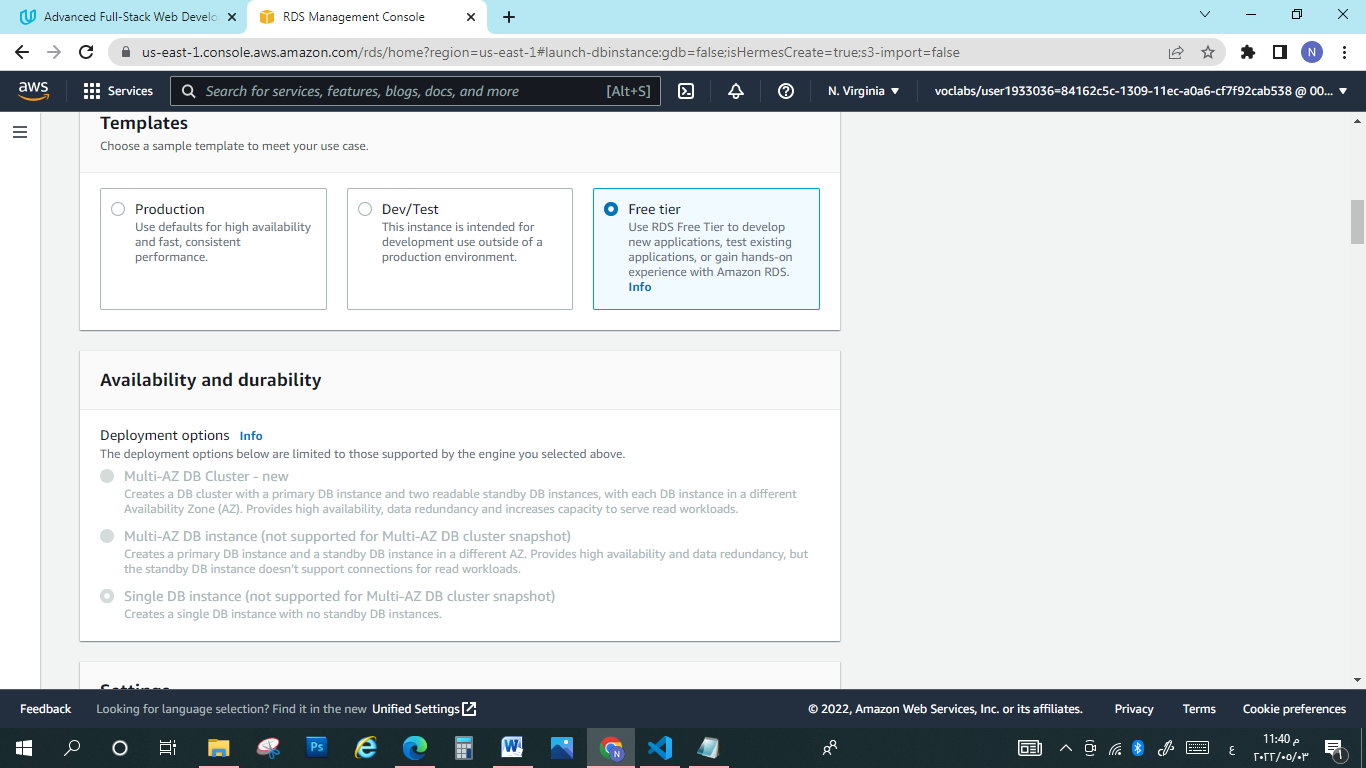 Advanced Full-Stack Web Develo
RDS Management Console
us-east-1.console.aws.amazon.com/rds/home?region=us-east-1#launch-dbinstance:gdb=false;isHermesCreate=true;s3-import=false
N
aws
Services
Search for services, features, blogs, docs, and more
[Alt+S]
N. Virginia
voclabs/user1933036=84162c5c-1309-11ec-a0a6-cf7f92cab538 @ 00...
Templates
Choose a sample template to meet your use case.
Production
Use defaults for high availability
and fast, consistent
performance.
Dev/Test
This instance is intended for
development use outside of a
production environment.
Free tier
Use RDS Free Tier to develop
new applications, test existing
applications, or gain hands-on
experience with Amazon RDS.
Info
Availability and durability
Deployment options Info
The deployment options below are limited to those supported by the engine you selected above.
Multi-AZ DB Cluster - new
Creates a DB cluster with a primary DB instance and two readable standby DB instances, with each DB instance in a different
Availability Zone (AZ). Provides high availability, data redundancy and increases capacity to serve read workloads.
Multi-AZ DB instance (not supported for Multi-AZ DB cluster snapshot)
Creates a primary DB instance and a standby DB instance in a different AZ. Provides high availability and data redundancy, but
the standby DB instance doesn't support connections for read workloads.
Single DB instance (not supported for Multi-AZ DB cluster snapshot)
Creates a single DB instance with no standby DB instances.
Settings
Feedback
Looking for language selection? Find it in the new Unified Settings
© 2022, Amazon Web Services, Inc. or its affiliates.
Privacy
Terms
Cookie preferences
Ps
N
ع
11:40 م
٢٠٢٢/٠٥/٠٣
1